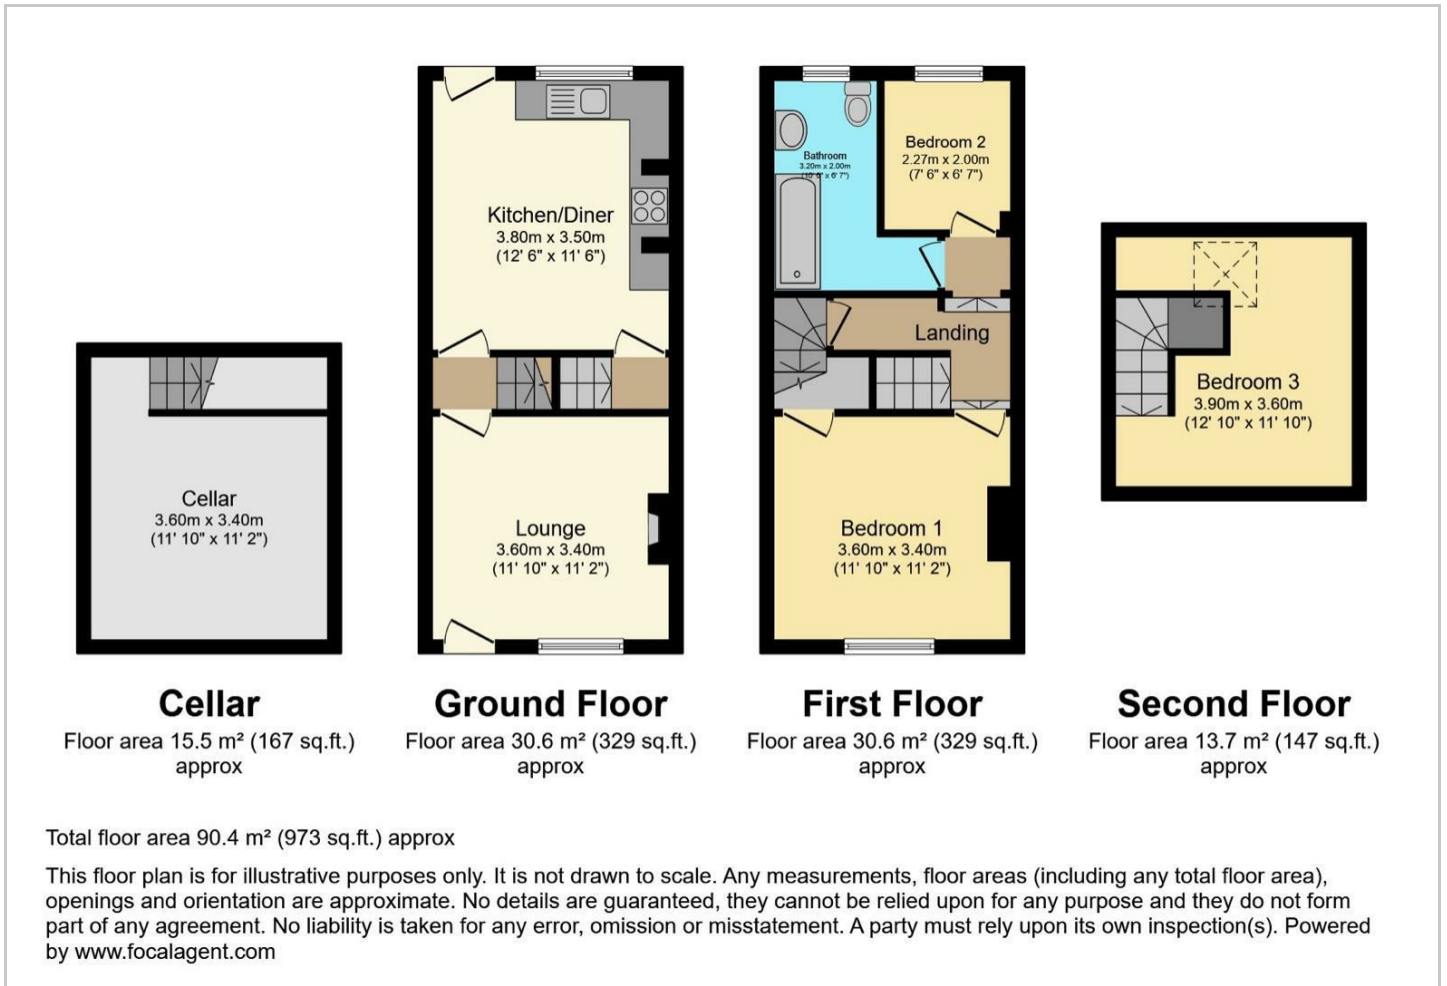 Kitchen/Diner
3.80m x 3.50m
(12' 6" x 11' 6")
Bathroom
3.20m x 2.00m
(10' 6" x 6' 7")
Bedroom 2
2.27m x 2.00m
(7' 6" x 6' 7")
Landing
Bedroom 3
3.90m x 3.60m
(12' 10" x 11' 10")
Cellar
3.60m x 3.40m
(11' 10" x 11' 2")
Lounge
3.60m x 3.40m
(11' 10" x 11' 2")
Bedroom 1
3.60m x 3.40m
(11' 10" x 11' 2")
Cellar
Floor area 15.5 m² (167 sq.ft.)
approx
Ground Floor
Floor area 30.6 m² (329 sq.ft.)
approx
First Floor
Floor area 30.6 m² (329 sq.ft.)
approx
Second Floor
Floor area 13.7 m² (147 sq.ft.)
approx
Total floor area 90.4 m² (973 sq.ft.) approx
This floor plan is for illustrative purposes only. It is not drawn to scale. Any measurements, floor areas (including any total floor area),
openings and orientation are approximate. No details are guaranteed, they cannot be relied upon for any purpose and they do not form
part of any agreement. No liability is taken for any error, omission or misstatement. A party must rely upon its own inspection(s). Powered
by www.focalagent.com